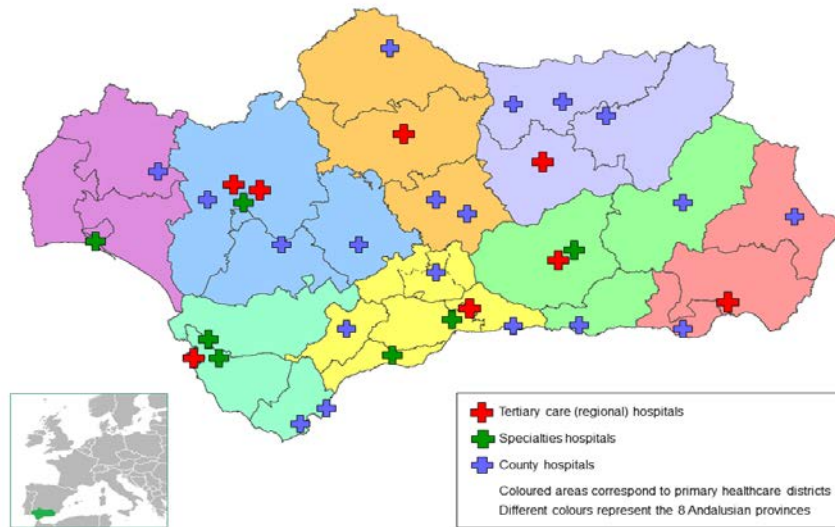 Tertiary care (regional) hospitals
Specialties hospitals
County hospitals
Coloured areas correspond to primary healthcare districts
Different colours represent the 8 Andalusian provinces